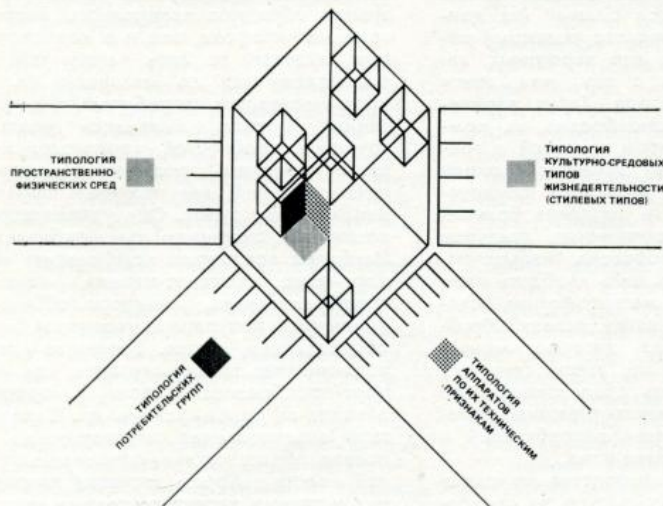 ТИПОЛОГИЯ
ПРОСТРАНСТВЕННО-
ФИЗИЧЕСКИХ СРЕД
ТИПОЛОГИЯ
КУЛЬТУРНО-СРЕДОВЫХ
ТИПОВ
ЖИЗНЕДЕЯТЕЛЬНОСТИ
(СТИЛЕВЫХ ТИПОВ)
ТИПОЛОГИЯ
ПОТРЕБИТЕЛЬСКИХ
ГРУПП
ТИПОЛОГИЯ
АППАРАТОВ
ПО ИХ ТЕХНИЧЕСКИМ
ПРИЗНАКАМ